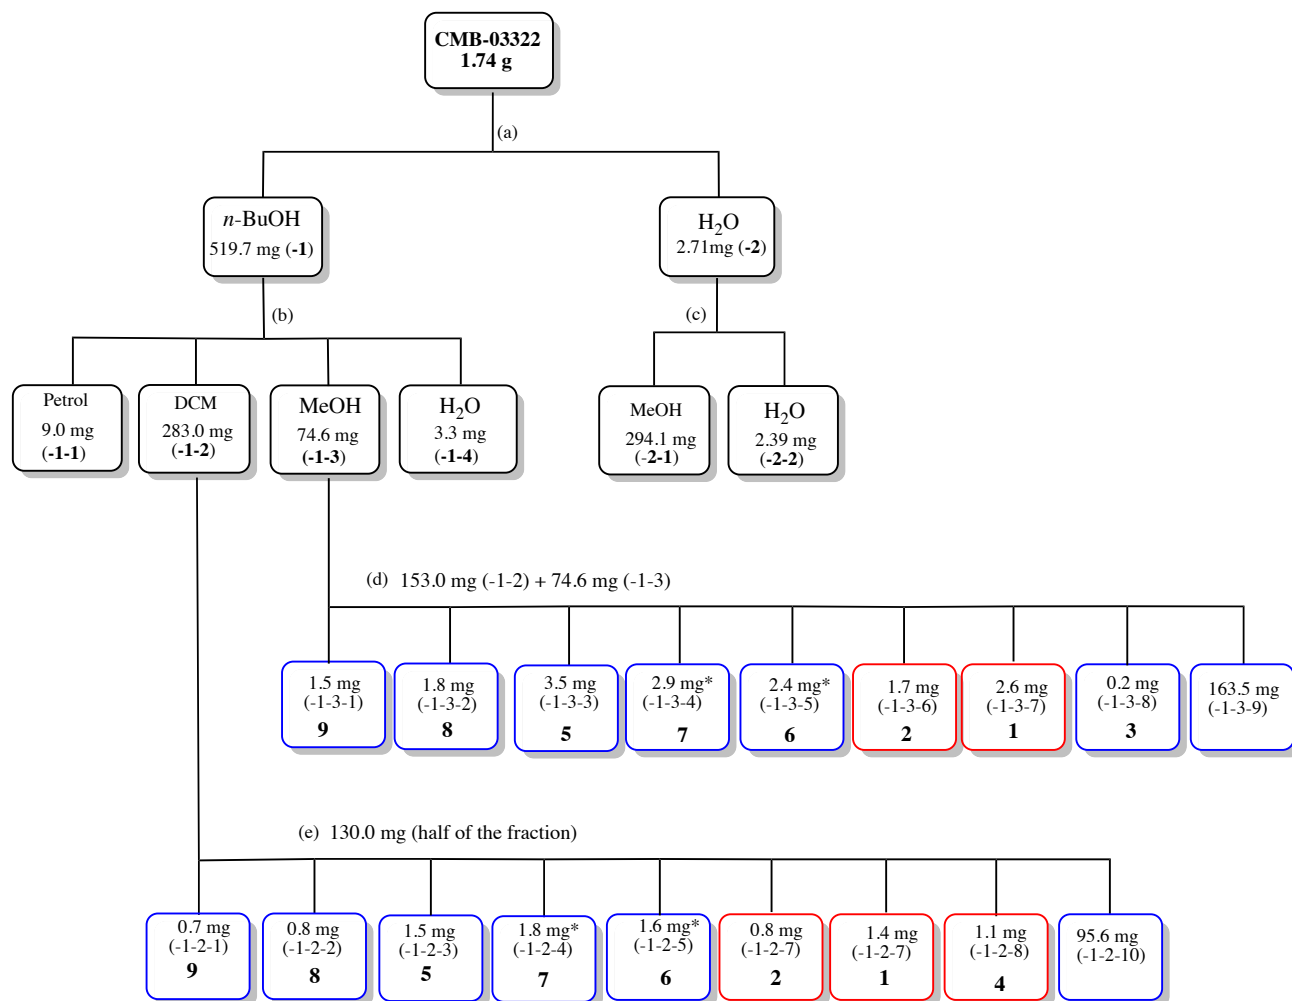 CMB-03322
1.74 g
(a)
n-BuOH
519.7 mg (-1)
H₂O
2.71mg (-2)
(b)
(c)
Petrol
9.0 mg
(-1-1)
DCM
283.0 mg
(-1-2)
MeOH
74.6 mg
(-1-3)
H₂O
3.3 mg
(-1-4)
MeOH
294.1 mg
(-2-1)
H₂O
2.39 mg
(-2-2)
(d) 153.0 mg (-1-2) + 74.6 mg (-1-3)
1.5 mg
(-1-3-1)
9
1.8 mg
(-1-3-2)
8
3.5 mg
(-1-3-3)
5
2.9 mg*
(-1-3-4)
7
2.4 mg*
(-1-3-5)
6
1.7 mg
(-1-3-6)
2
2.6 mg
(-1-3-7)
1
0.2 mg
(-1-3-8)
3
163.5 mg
(-1-3-9)
(e) 130.0 mg (half of the fraction)
0.7 mg
(-1-2-1)
9
0.8 mg
(-1-2-2)
8
1.5 mg
(-1-2-3)
5
1.8 mg*
(-1-2-4)
7
1.6 mg*
(-1-2-5)
6
0.8 mg
(-1-2-7)
2
1.4 mg
(-1-2-7)
1
1.1 mg
(-1-2-8)
4
95.6 mg
(-1-2-10)